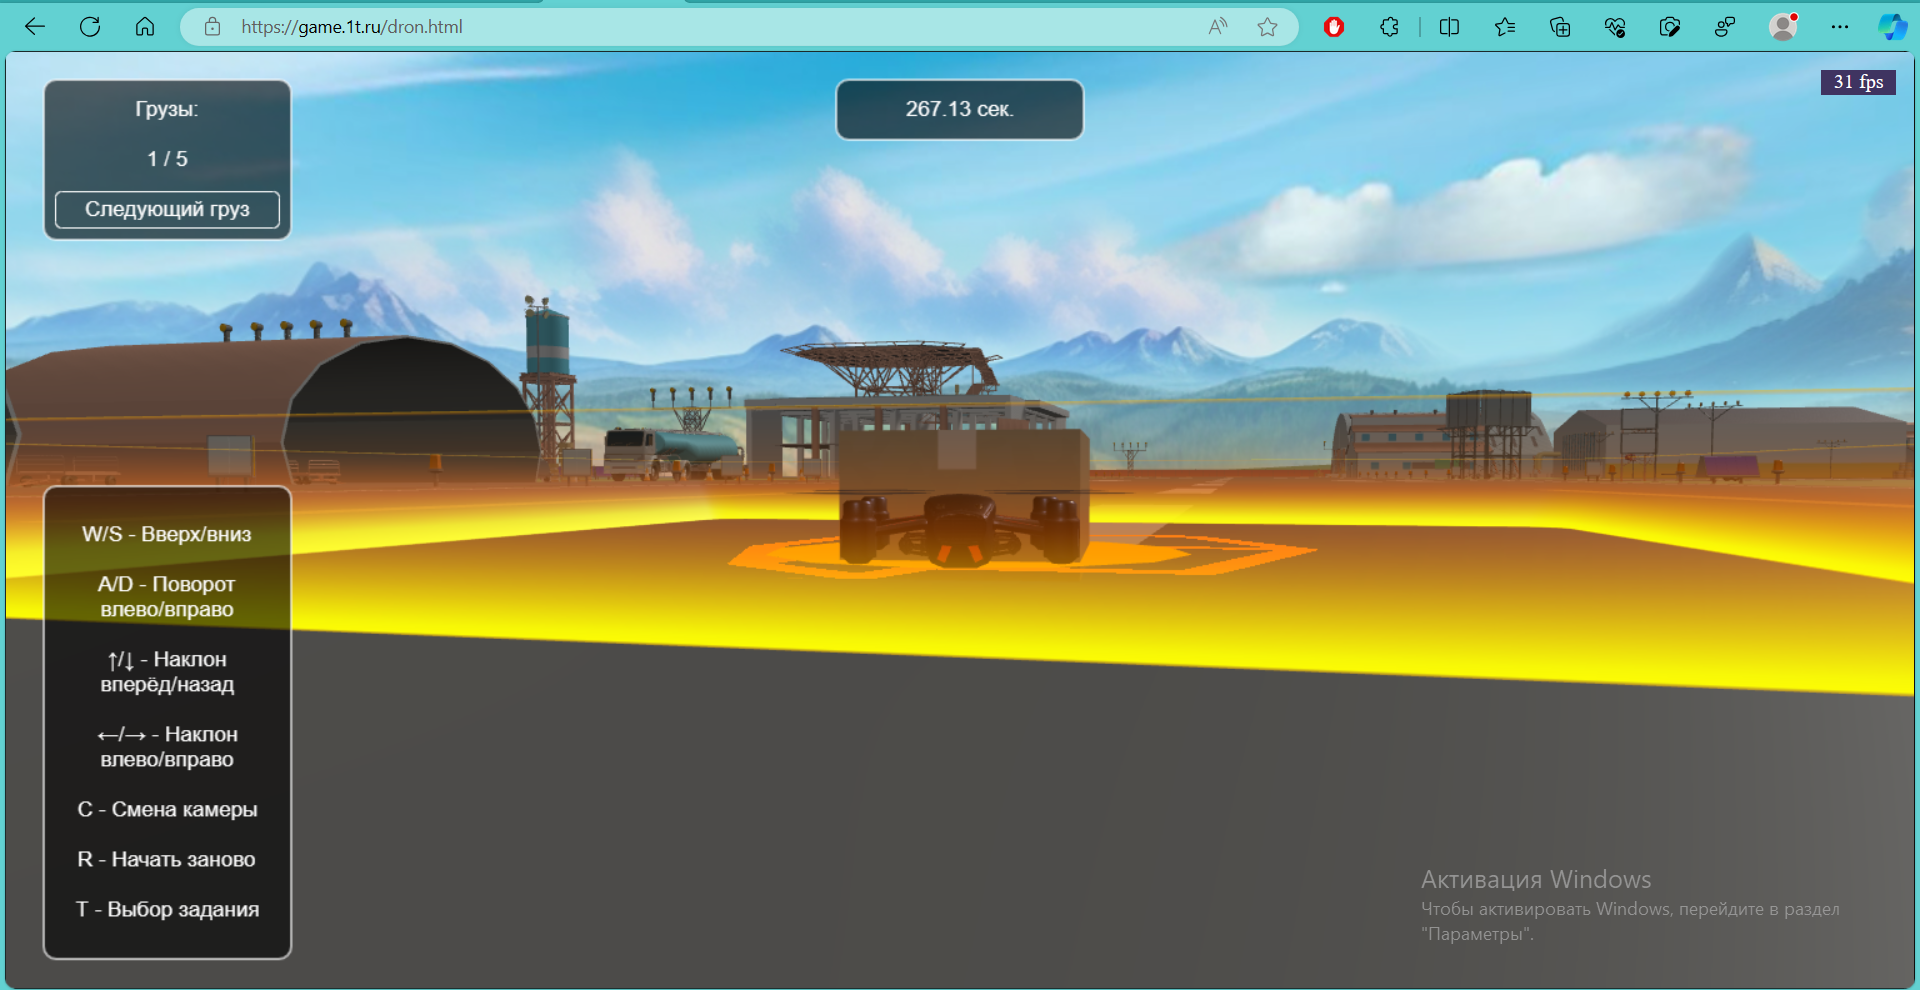 https://game.1t.ru/dron.html
31 fps
Грузы:
1 / 5
Следующий груз
267.13 сек.
W/S - Вверх/вниз
A/D - Поворот
влево/вправо
↑/↓ - Наклон
вперёд/назад
←/→ - Наклон
влево/вправо
C - Смена камеры
R - Начать заново
T - Выбор задания
Активация Windows
Чтобы активировать Windows, перейдите в раздел
"Параметры".